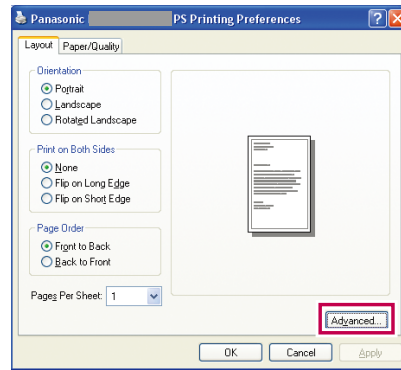 Panasonic PS Printing Preferences
Layout Paper/Quality
Orientation
Portrait
Landscape
Rotated Landscape
Print on Both Sides
None
Flip on Long Edge
Flip on Short Edge
Page Order
Front to Back
Back to Front
Pages Per Sheet: 1
Advanced...
OK Cancel Apply